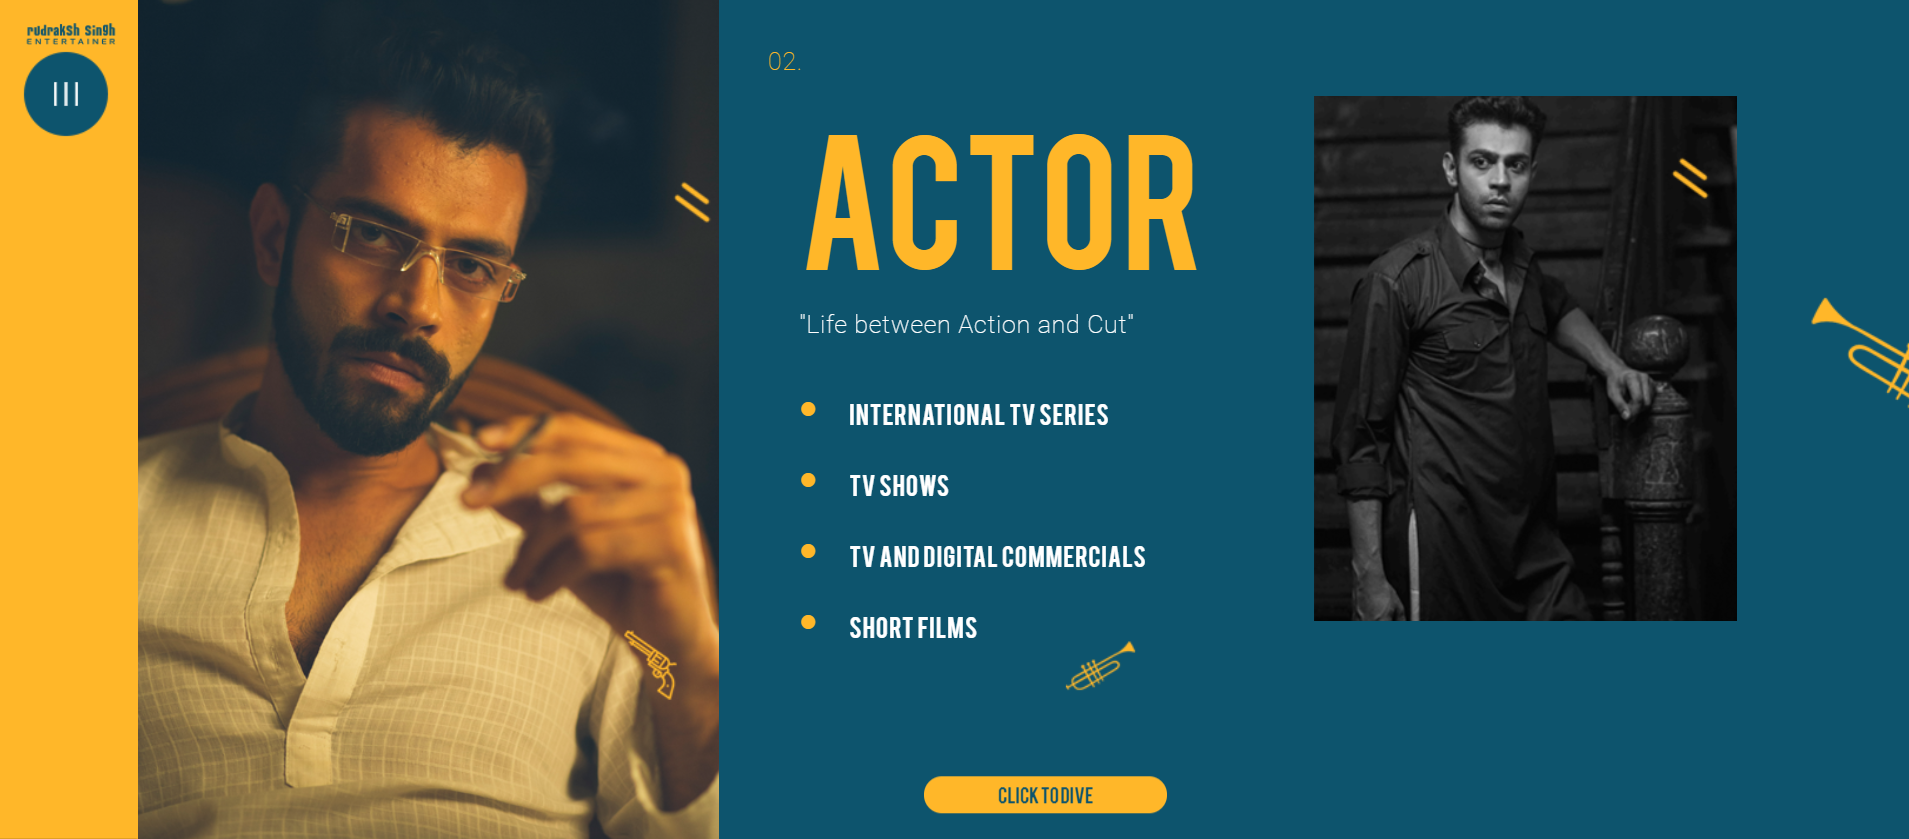 rudraksh Singh
ENTERTAINER
02.
ACTOR
"Life between Action and Cut"
INTERNATIONAL TV SERIES
TV SHOWS
TV AND DIGITAL COMMERCIALS
SHORT FILMS
CLICK TO DIVE